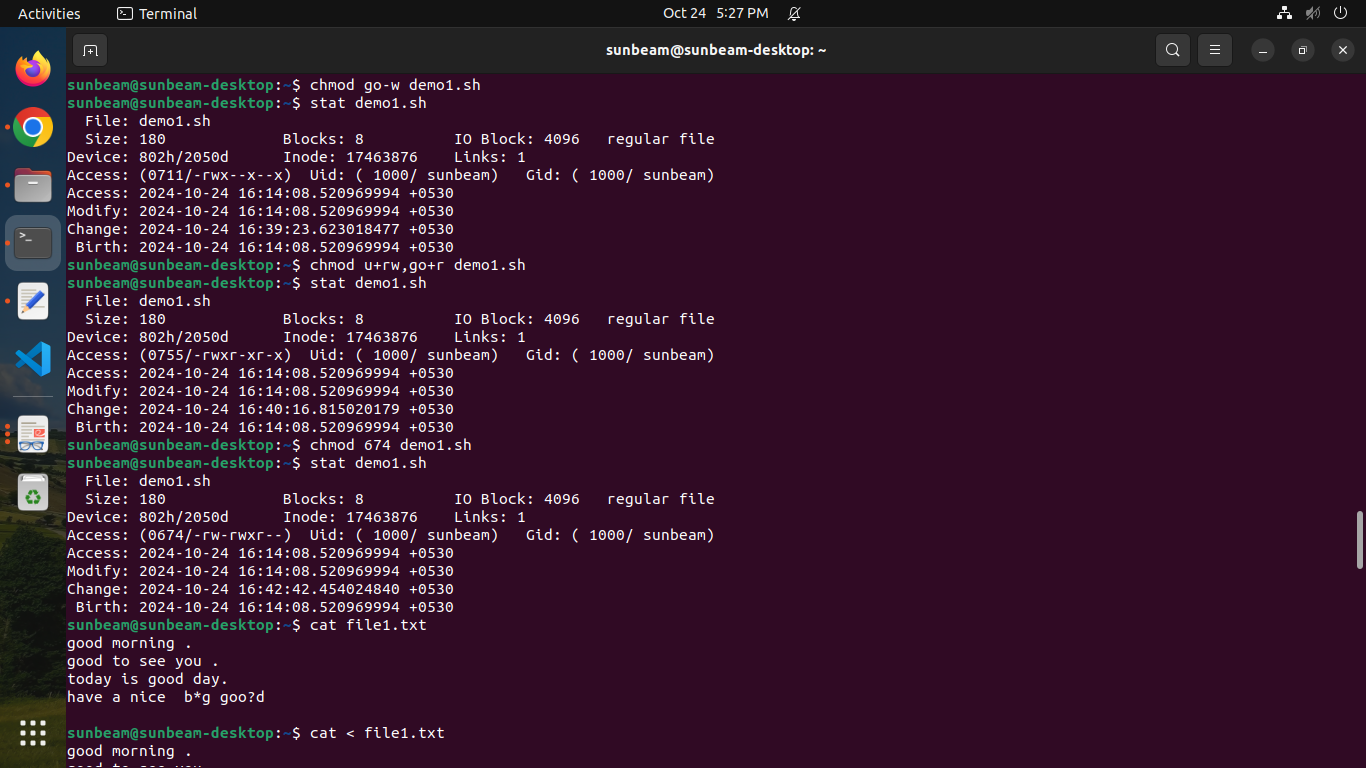 Activities Terminal Oct 24 5:27 PM
sunbeam@sunbeam-desktop: ~
sunbeam@sunbeam-desktop:~$ chmod go-w demo1.sh
sunbeam@sunbeam-desktop:~$ stat demo1.sh
  File: demo1.sh
  Size: 180             Blocks: 8          IO Block: 4096   regular file
Device: 802h/2050d      Inode: 17463876    Links: 1
Access: (0711/-rwx--x--x)  Uid: ( 1000/ sunbeam)   Gid: ( 1000/ sunbeam)
Access: 2024-10-24 16:14:08.520969994 +0530
Modify: 2024-10-24 16:14:08.520969994 +0530
Change: 2024-10-24 16:39:23.623018477 +0530
 Birth: 2024-10-24 16:14:08.520969994 +0530
sunbeam@sunbeam-desktop:~$ chmod u+rw,go+r demo1.sh
sunbeam@sunbeam-desktop:~$ stat demo1.sh
  File: demo1.sh
  Size: 180             Blocks: 8          IO Block: 4096   regular file
Device: 802h/2050d      Inode: 17463876    Links: 1
Access: (0755/-rwxr-xr-x)  Uid: ( 1000/ sunbeam)   Gid: ( 1000/ sunbeam)
Access: 2024-10-24 16:14:08.520969994 +0530
Modify: 2024-10-24 16:14:08.520969994 +0530
Change: 2024-10-24 16:40:16.815020179 +0530
 Birth: 2024-10-24 16:14:08.520969994 +0530
sunbeam@sunbeam-desktop:~$ chmod 674 demo1.sh
sunbeam@sunbeam-desktop:~$ stat demo1.sh
  File: demo1.sh
  Size: 180             Blocks: 8          IO Block: 4096   regular file
Device: 802h/2050d      Inode: 17463876    Links: 1
Access: (0674/-rw-rwxr--)  Uid: ( 1000/ sunbeam)   Gid: ( 1000/ sunbeam)
Access: 2024-10-24 16:14:08.520969994 +0530
Modify: 2024-10-24 16:14:08.520969994 +0530
Change: 2024-10-24 16:42:42.454024840 +0530
 Birth: 2024-10-24 16:14:08.520969994 +0530
sunbeam@sunbeam-desktop:~$ cat file1.txt
good morning .
good to see you .
today is good day.
have a nice  b*g goo?d
sunbeam@sunbeam-desktop:~$ cat < file1.txt
good morning .